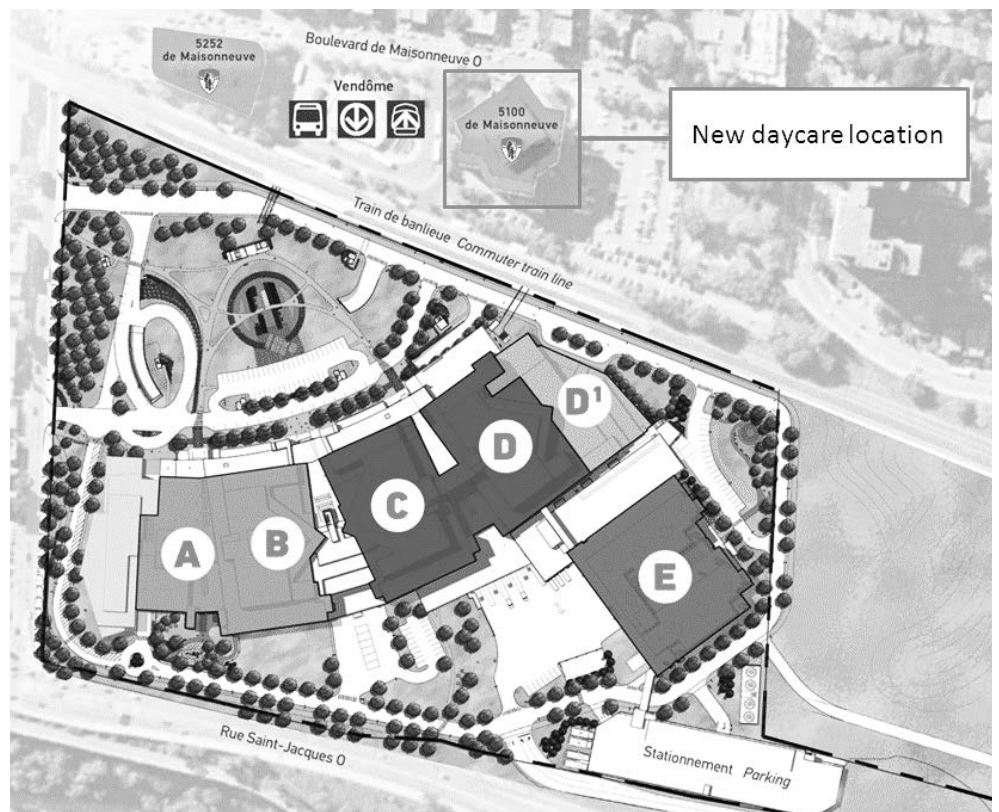 5252
de Maisonneuve
Boulevard de Maisonneuve O
Vendôme
5100
de Maisonneuve
New daycare location
Train de banlieue Commuter train line
D¹
D
C
B
A
E
Rue Saint-Jacques O
Stationnement Parking